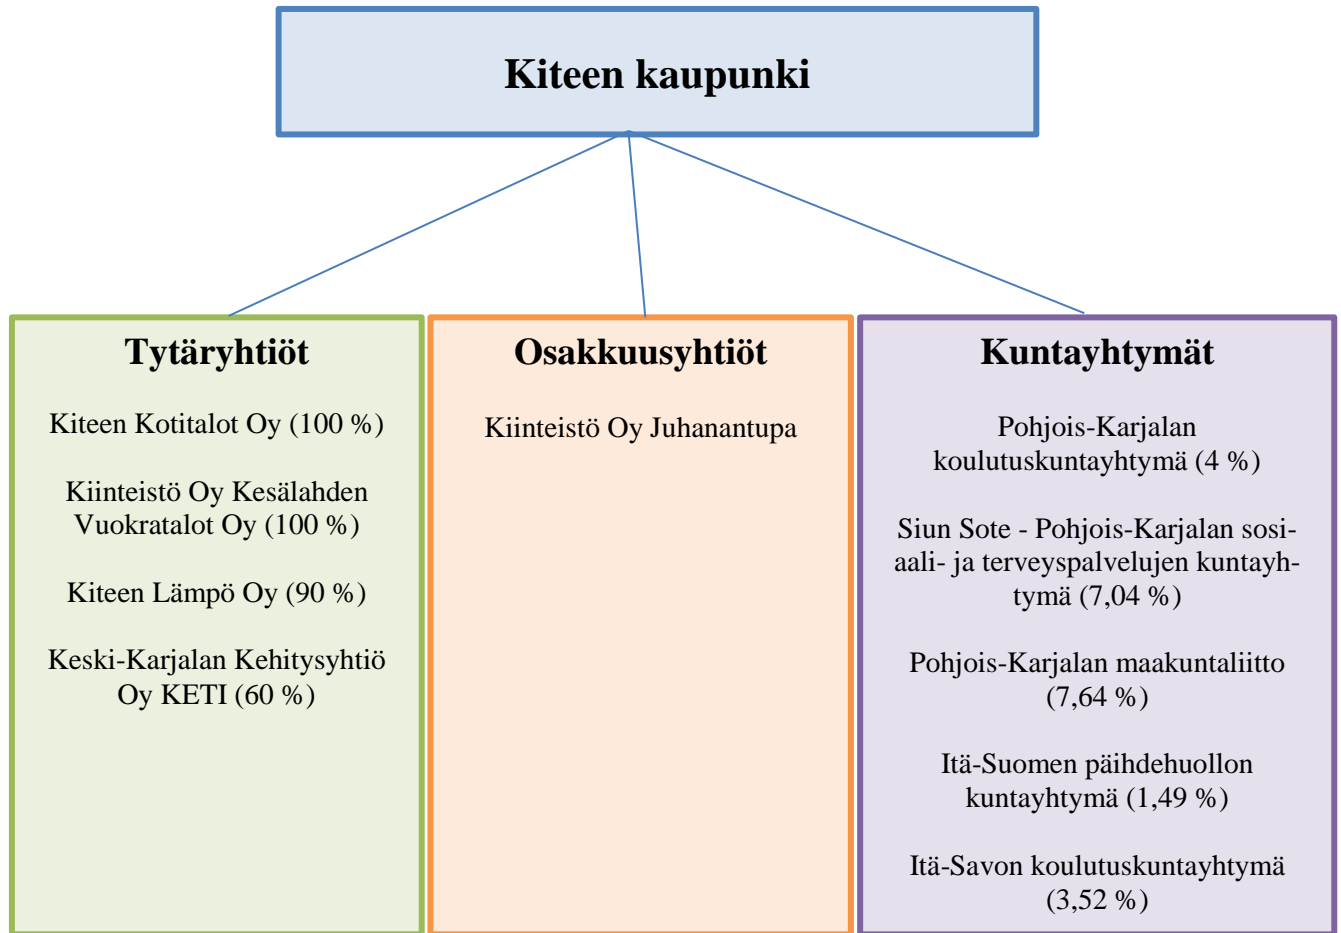 Kiteen kaupunki
Tytäryhtiöt
Kiteen Kotitalot Oy (100 %)
Kiinteistö Oy Kesälahden
Vuokratalot Oy (100 %)
Kiteen Lämpö Oy (90 %)
Keski-Karjalan Kehitysyhtiö
Oy KETI (60 %)
Osakkuusyhtiöt
Kiinteistö Oy Juhanantupa
Kuntayhtymät
Pohjois-Karjalan
koulutuskuntayhtymä (4 %)
Siun Sote - Pohjois-Karjalan sosi-
aali- ja terveyspalvelujen kuntayh-
tymä (7,04 %)
Pohjois-Karjalan maakuntaliitto
(7,64 %)
Itä-Suomen päihdehuollon
kuntayhtymä (1,49 %)
Itä-Savon koulutuskuntayhtymä
(3,52 %)